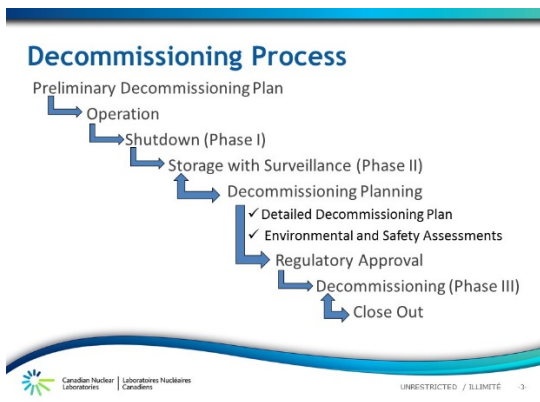 Decommissioning Process
Preliminary Decommissioning Plan
Operation
Shutdown (Phase I)
Storage with Surveillance (Phase II)
Decommissioning Planning
✓ Detailed Decommissioning Plan
✓ Environmental and Safety Assessments
Regulatory Approval
Decommissioning (Phase III)
Close Out
Canadian Nuclear | Laboratoires Nucléaires
Laboratories | Canadiens
UNRESTRICTED / ILLIMITÉ -3-